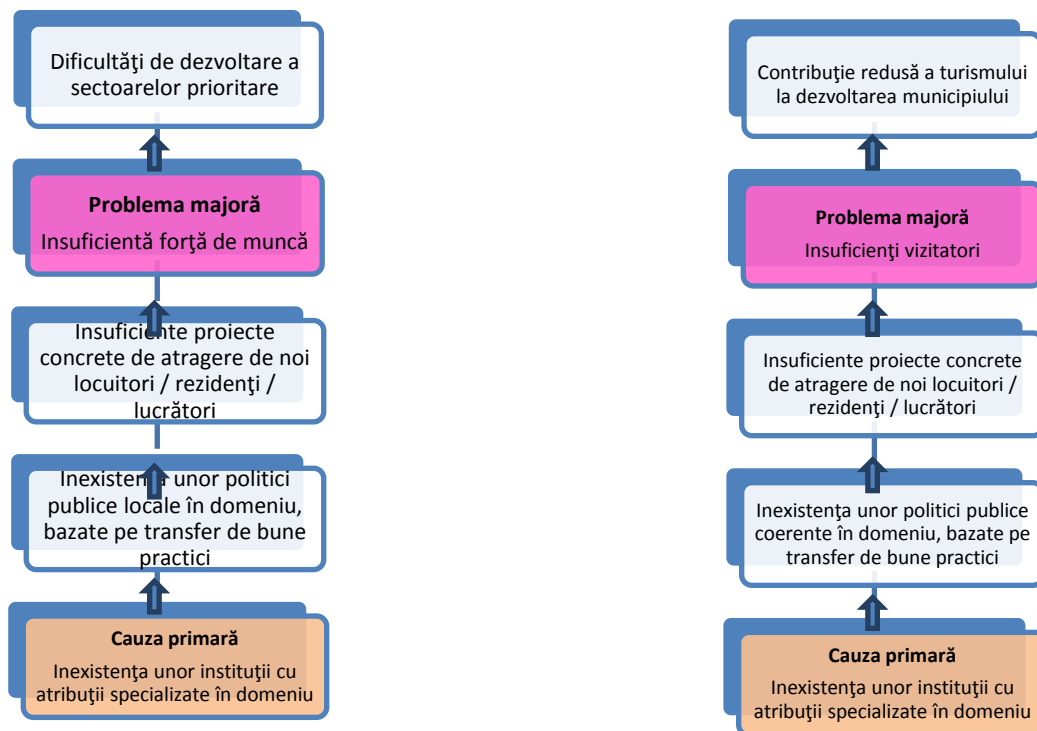 Dificultăţi de dezvoltare a
sectoarelor prioritare
Problema majoră
Insuficientă forţă de muncă
Insuficiente proiecte
concrete de atragere de noi
locuitori / rezidenţi /
lucrători
Inexistenţa unor politici
publice locale în domeniu,
bazate pe transfer de bune
practici
Cauza primară
Inexistenţa unor instituţii cu
atribuţii specializate în domeniu
Contribuţie redusă a turismului
la dezvoltarea municipiului
Problema majoră
Insuficienţi vizitatori
Insuficiente proiecte concrete
de atragere de noi locuitori /
rezidenţi / lucrători
Inexistenţa unor politici publice
coerente în domeniu, bazate pe
transfer de bune practici
Cauza primară
Inexistenţa unor instituţii cu
atribuţii specializate în domeniu